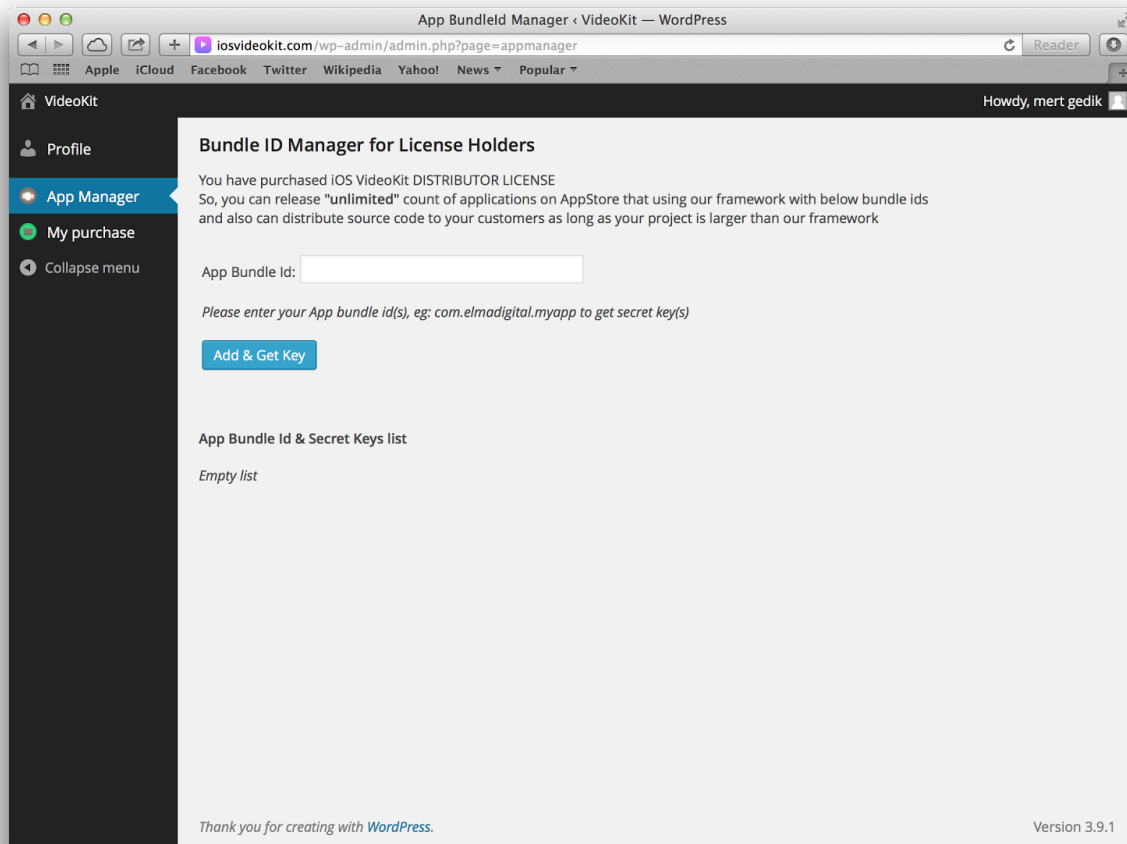 App BundleId Manager ‹ VideoKit — WordPress
iosvideokit.com/wp-admin/admin.php?page=appmanager
Reader
Apple iCloud Facebook Twitter Wikipedia Yahoo! News Popular
VideoKit
Howdy, mert gedik
Profile
App Manager
My purchase
Collapse menu
Bundle ID Manager for License Holders
You have purchased iOS VideoKit DISTRIBUTOR LICENSE
So, you can release "unlimited" count of applications on AppStore that using our framework with below bundle ids
and also can distribute source code to your customers as long as your project is larger than our framework
App Bundle Id:
Please enter your App bundle id(s), eg: com.elmadigital.myapp to get secret key(s)
Add & Get Key
App Bundle Id & Secret Keys list
Empty list
Thank you for creating with WordPress.
Version 3.9.1